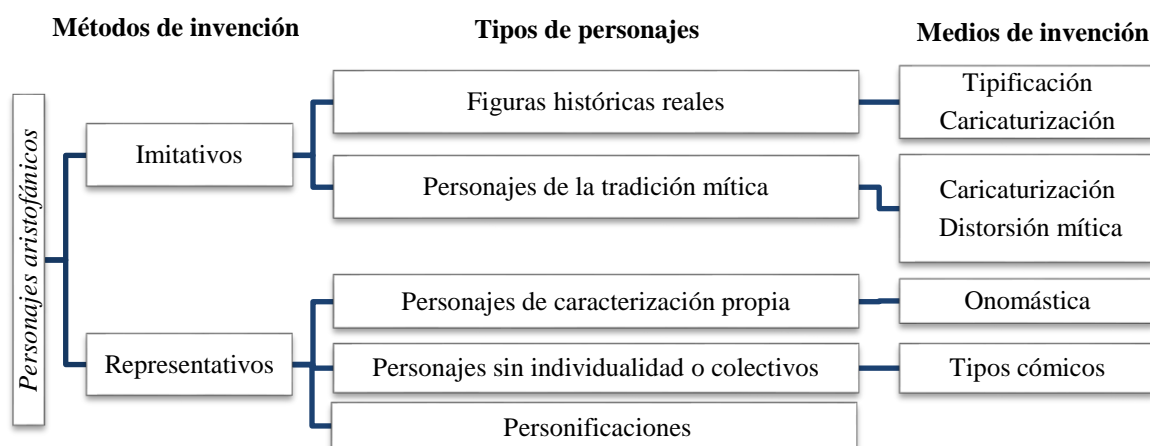 Métodos de invención
Tipos de personajes
Medios de invención
Personajes aristofánicos
Imitativos
Figuras históricas reales
Tipificación
Caricaturización
Personajes de la tradición mítica
Caricaturización
Distorsión mítica
Representativos
Personajes de caracterización propia
Onomástica
Personajes sin individualidad o colectivos
Tipos cómicos
Personificaciones